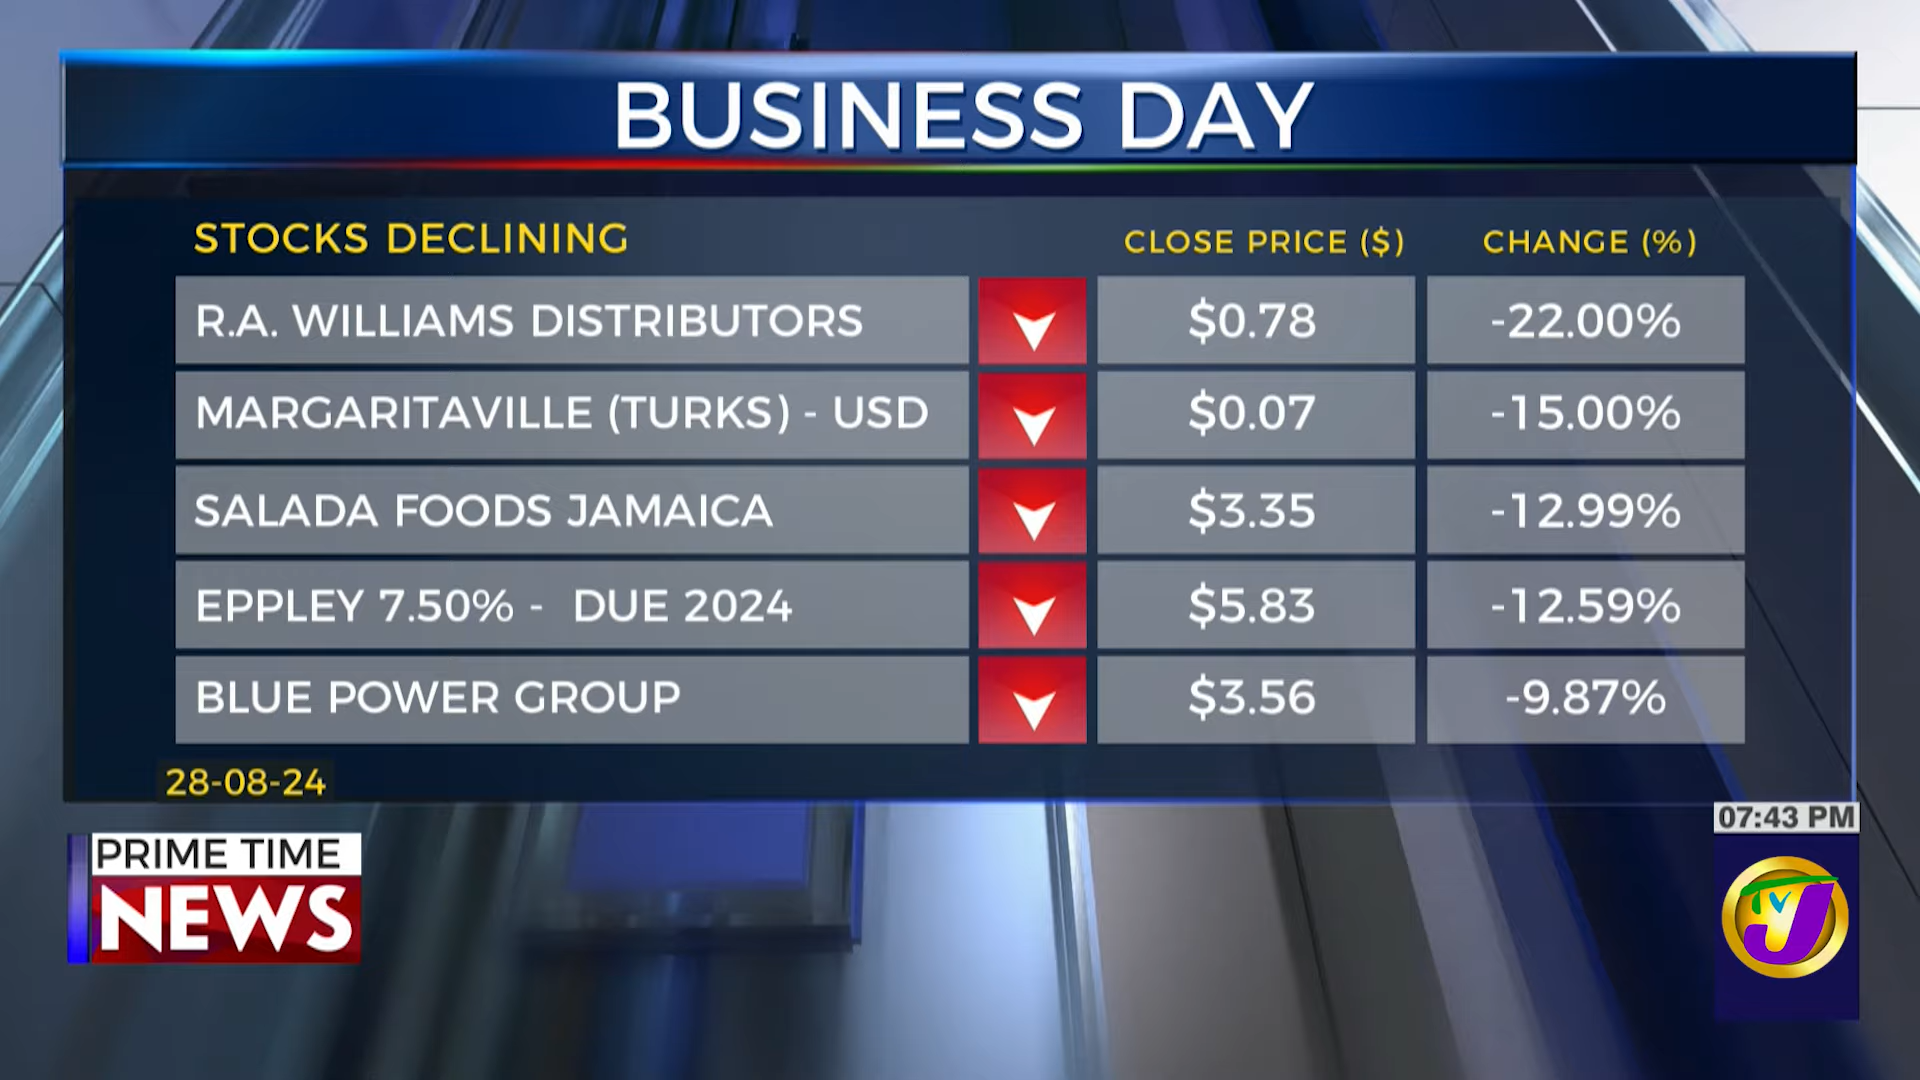 BUSINESS DAY
STOCKS DECLINING CLOSE PRICE ($) CHANGE (%)
R.A. WILLIAMS DISTRIBUTORS $0.78 -22.00%
MARGARITAVILLE (TURKS) - USD $0.07 -15.00%
SALADA FOODS JAMAICA $3.35 -12.99%
EPPLEY 7.50% - DUE 2024 $5.83 -12.59%
BLUE POWER GROUP $3.56 -9.87%
28-08-24
07:43 PM
PRIME TIME
NEWS
TVJ